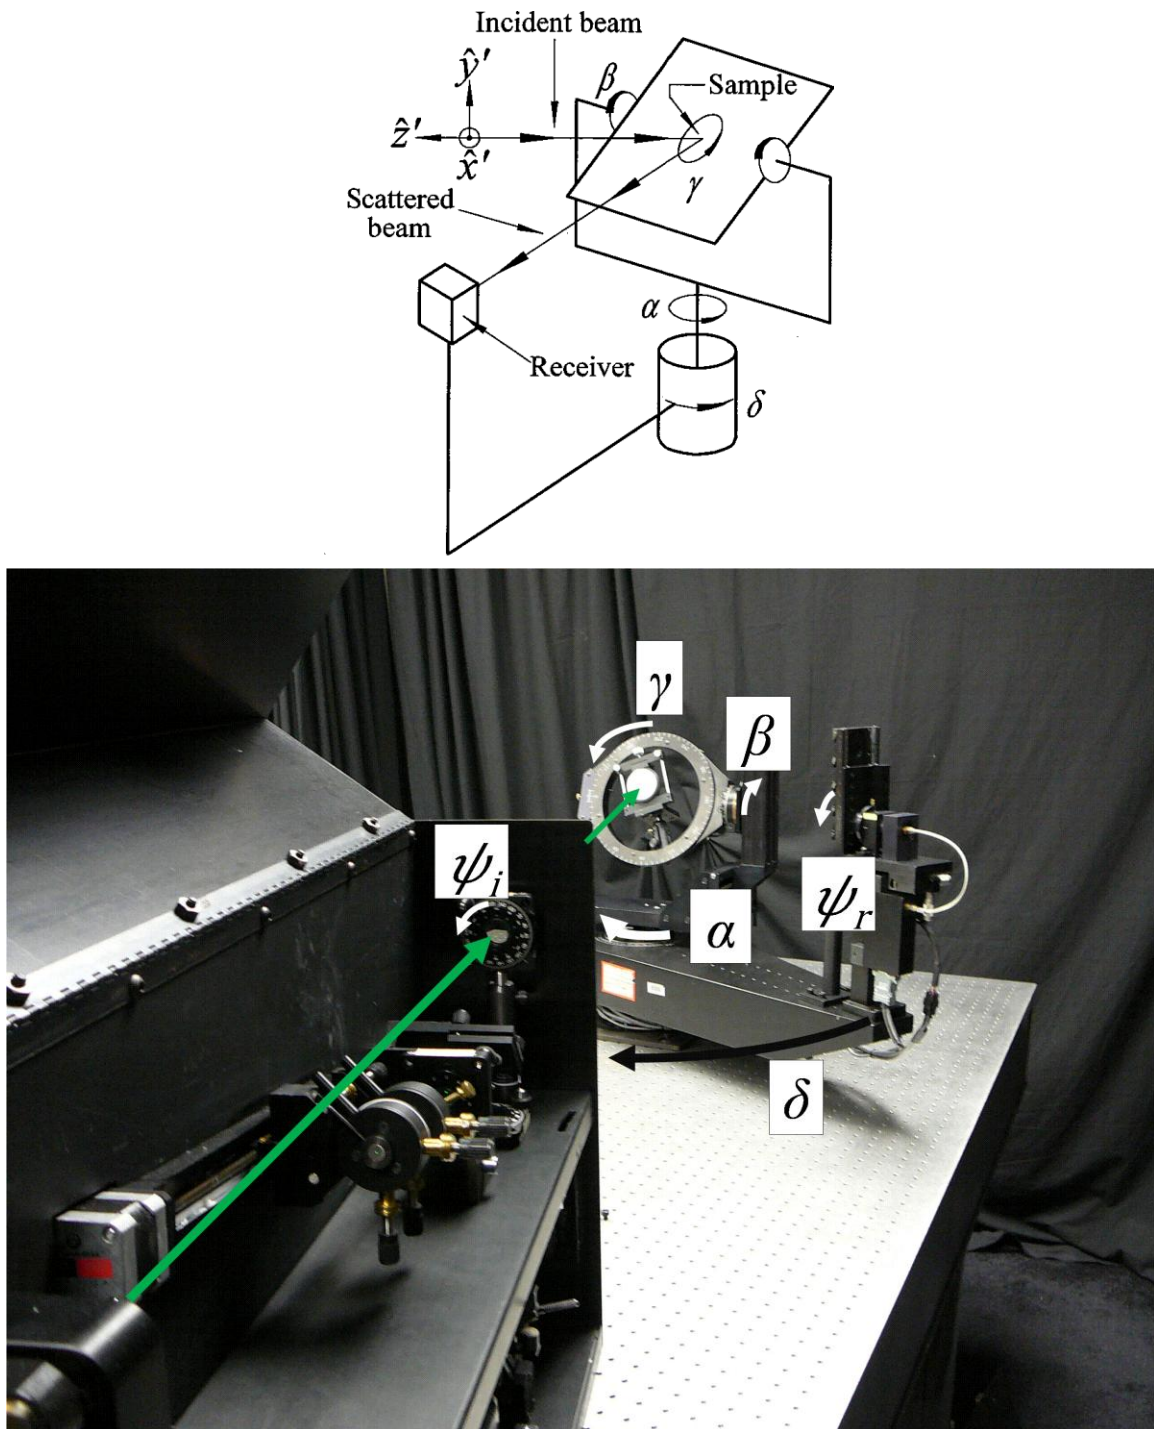 Incident beam
ŷ'
β
Sample
ẑ'
x̂'
γ
Scattered
beam
α
Receiver
δ
γ
β
ψi
ψr
α
δ